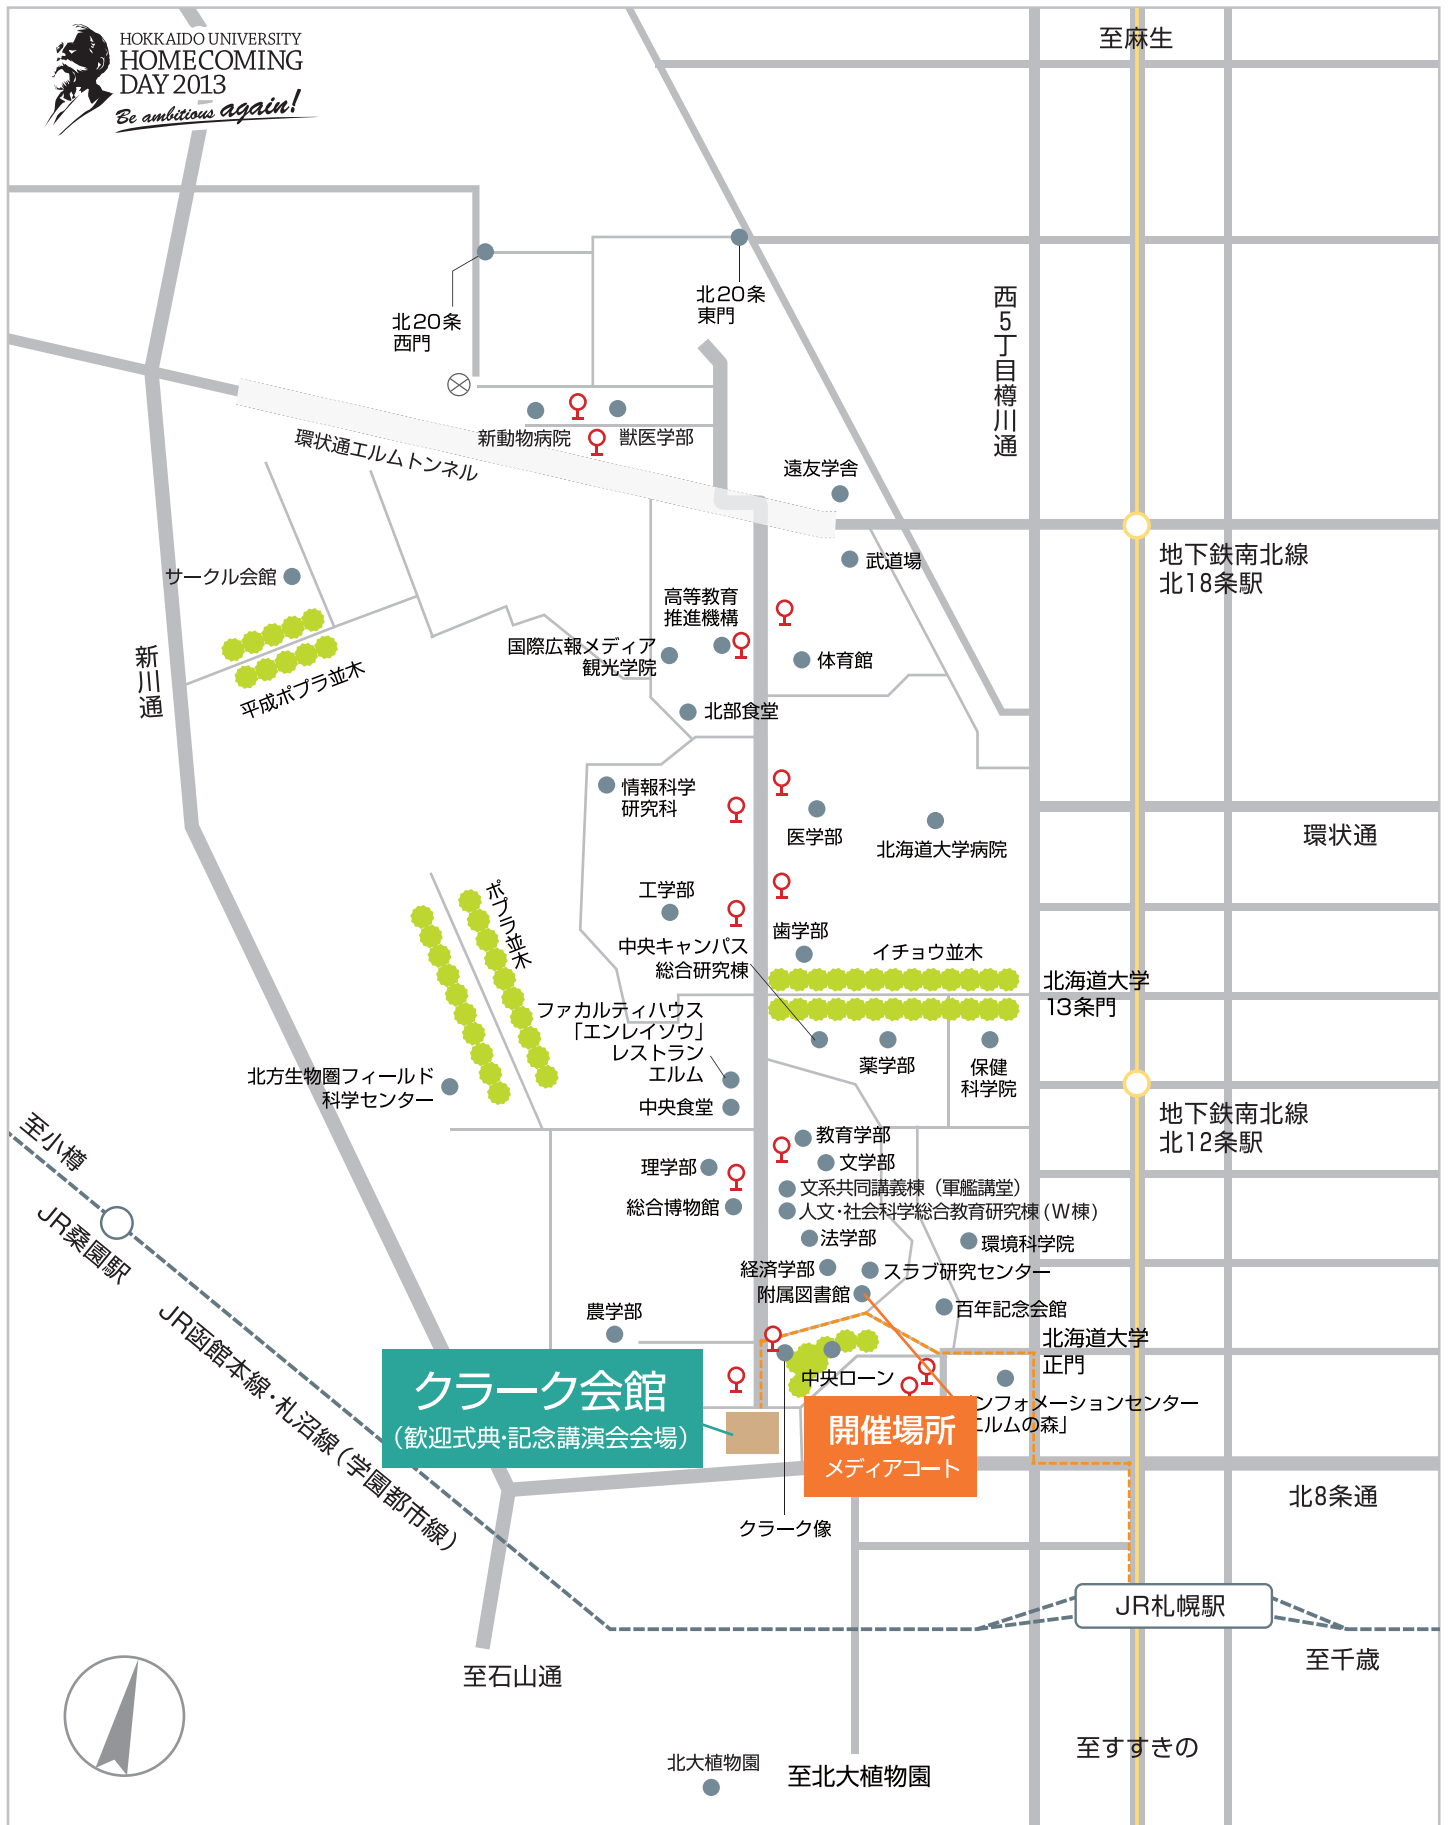 HOKKAIDO UNIVERSITY
HOMECOMING
DAY 2013
Be ambitious again!
至麻生
北20条
西門
北20条
東門
西5丁目樽川通
新動物病院
獣医学部
環状通エルムトンネル
遠友学舎
武道場
地下鉄南北線
北18条駅
サークル会館
高等教育
推進機構
国際広報メディア
観光学院
体育館
新川通
平成ポプラ並木
北部食堂
情報科学
研究科
医学部
北海道大学病院
環状通
工学部
ポプラ並木
歯学部
中央キャンパス
総合研究棟
イチョウ並木
北海道大学
13条門
ファカルティハウス
「エンレイソウ」
レストラン
エルム
薬学部
保健
科学院
北方生物圏フィールド
科学センター
中央食堂
地下鉄南北線
北12条駅
至小樽
JR桑園駅
教育学部
文学部
理学部
文系共同講義棟（軍艦講堂）
総合博物館
人文・社会科学総合教育研究棟（W棟）
法学部
環境科学院
経済学部
スラブ研究センター
附属図書館
百年記念会館
農学部
北海道大学
正門
JR函館本線・札沼線（学園都市線）
クラーク会館
（歓迎式典・記念講演会会場）
中央ローン
ンフォメーションセンター
エルムの森」
開催場所
メディアコート
北8条通
クラーク像
JR札幌駅
至千歳
至石山通
至すすきの
北大植物園
至北大植物園